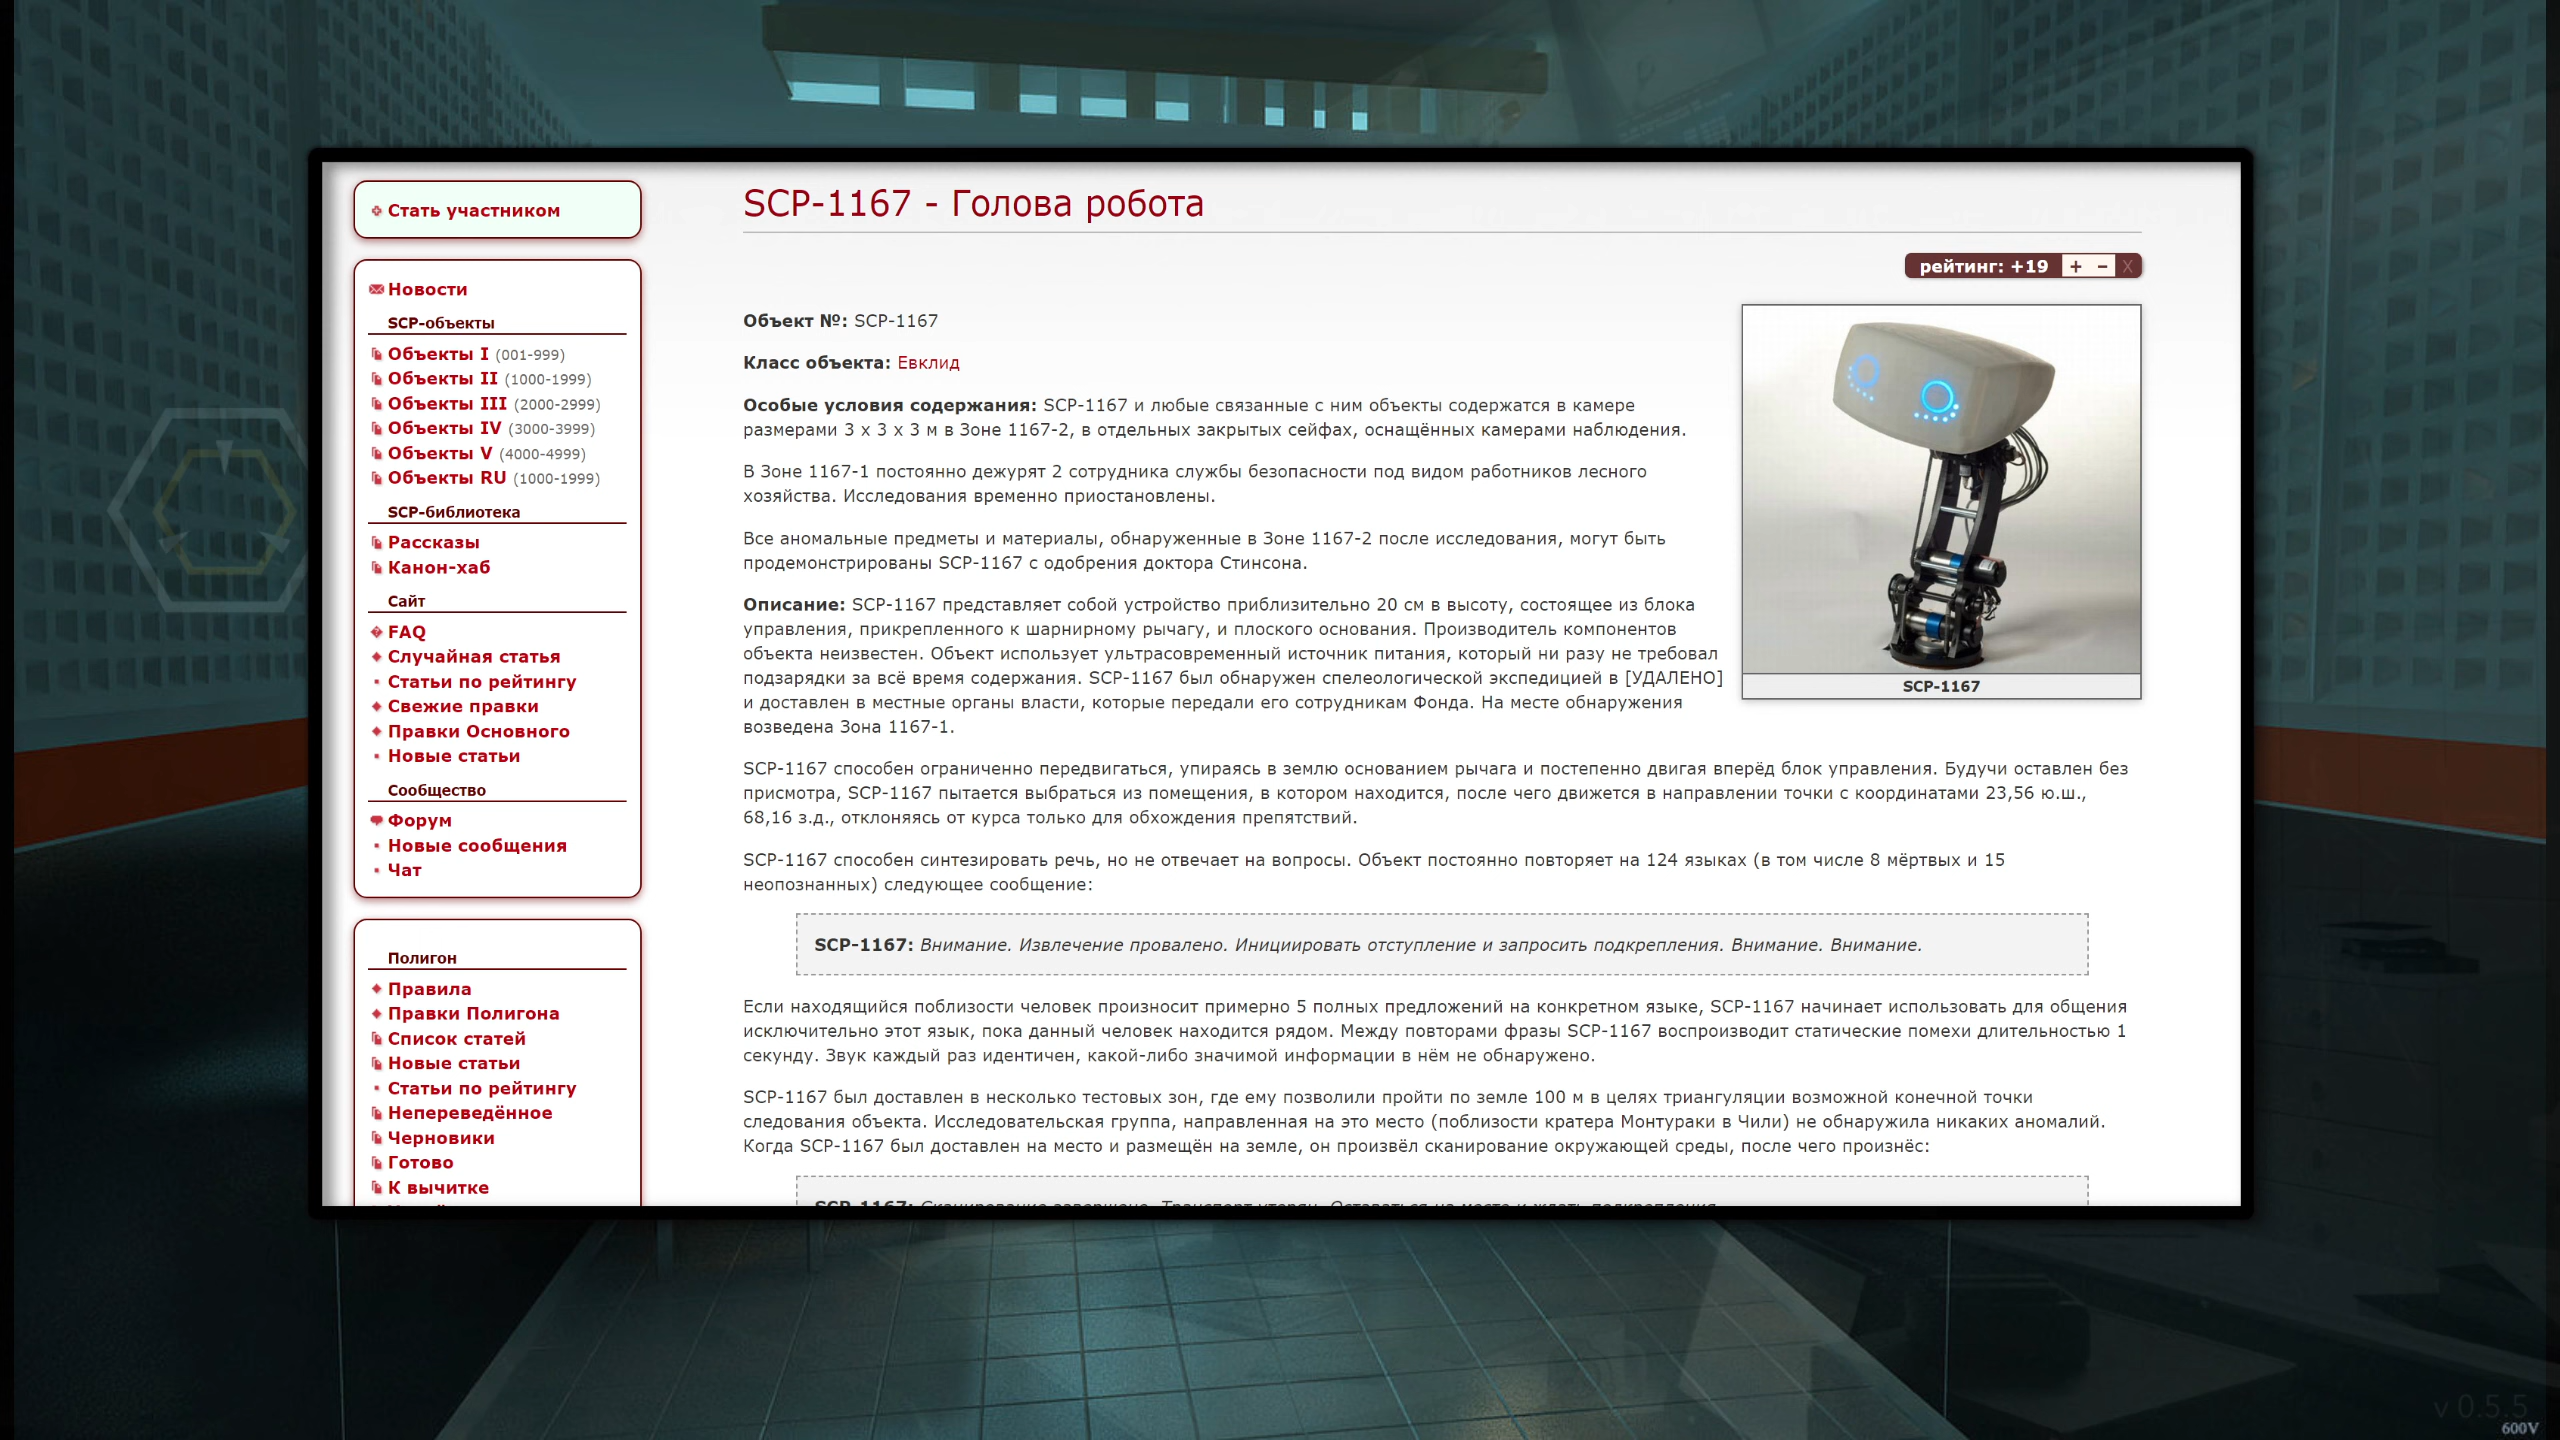 Стать участником
Новости
SCP-объекты
Объекты I (001-999)
Объекты II (1000-1999)
Объекты III (2000-2999)
Объекты IV (3000-3999)
Объекты V (4000-4999)
Объекты RU (1000-1999)
SCP-библиотека
Рассказы
Канон-хаб
Сайт
FAQ
Случайная статья
Статьи по рейтингу
Свежие правки
Правки Основного
Новые статьи
Сообщество
Форум
Новые сообщения
Чат
Полигон
Правила
Правки Полигона
Список статей
Новые статьи
Статьи по рейтингу
Непереведённое
Черновики
Готово
К вычитке
SCP-1167 - Голова робота
рейтинг: +19 + – X
Объект №: SCP-1167
Класс объекта: Евклид
Особые условия содержания: SCP-1167 и любые связанные с ним объекты содержатся в камере
размерами 3 x 3 x 3 м в Зоне 1167-2, в отдельных закрытых сейфах, оснащённых камерами наблюдения.
В Зоне 1167-1 постоянно дежурят 2 сотрудника службы безопасности под видом работников лесного
хозяйства. Исследования временно приостановлены.
Все аномальные предметы и материалы, обнаруженные в Зоне 1167-2 после исследования, могут быть
продемонстрированы SCP-1167 с одобрения доктора Стинсона.
Описание: SCP-1167 представляет собой устройство приблизительно 20 см в высоту, состоящее из блока
управления, прикрепленного к шарнирному рычагу, и плоского основания. Производитель компонентов
объекта неизвестен. Объект использует ультрасовременный источник питания, который ни разу не требовал
подзарядки за всё время содержания. SCP-1167 был обнаружен спелеологической экспедицией в [УДАЛЕНО]
и доставлен в местные органы власти, которые передали его сотрудникам Фонда. На месте обнаружения
возведена Зона 1167-1.
SCP-1167
SCP-1167 способен ограниченно передвигаться, упираясь в землю основанием рычага и постепенно двигая вперёд блок управления. Будучи оставлен без
присмотра, SCP-1167 пытается выбраться из помещения, в котором находится, после чего движется в направлении точки с координатами 23,56 ю.ш.,
68,16 з.д., отклоняясь от курса только для обхождения препятствий.
SCP-1167 способен синтезировать речь, но не отвечает на вопросы. Объект постоянно повторяет на 124 языках (в том числе 8 мёртвых и 15
неопознанных) следующее сообщение:
SCP-1167: Внимание. Извлечение провалено. Инициировать отступление и запросить подкрепления. Внимание. Внимание.
Если находящийся поблизости человек произносит примерно 5 полных предложений на конкретном языке, SCP-1167 начинает использовать для общения
исключительно этот язык, пока данный человек находится рядом. Между повторами фразы SCP-1167 воспроизводит статические помехи длительностью 1
секунду. Звук каждый раз идентичен, какой-либо значимой информации в нём не обнаружено.
SCP-1167 был доставлен в несколько тестовых зон, где ему позволили пройти по земле 100 м в целях триангуляции возможной конечной точки
следования объекта. Исследовательская группа, направленная на это место (поблизости кратера Монтураки в Чили) не обнаружила никаких аномалий.
Когда SCP-1167 был доставлен на место и размещён на земле, он произвёл сканирование окружающей среды, после чего произнёс:
SCP-1167: Сканирование завершено. Транспорт утерян. Оставаться на месте и ждать подкрепления.
v 0.5.5
600V